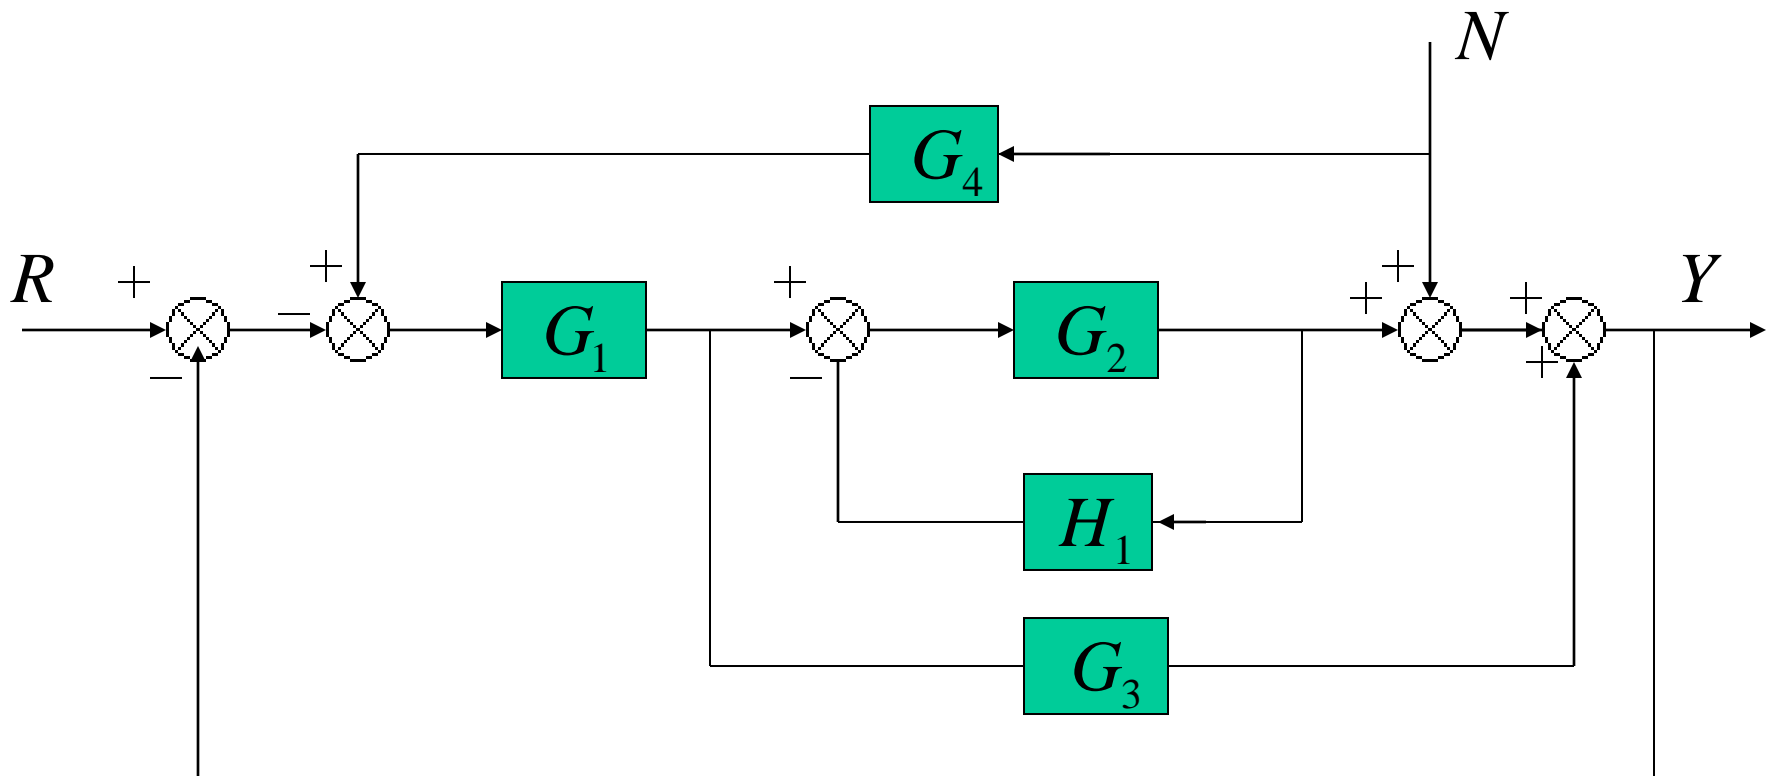 N
G4
R + − + G1 + G2 + + + Y
− − +
H1
G3